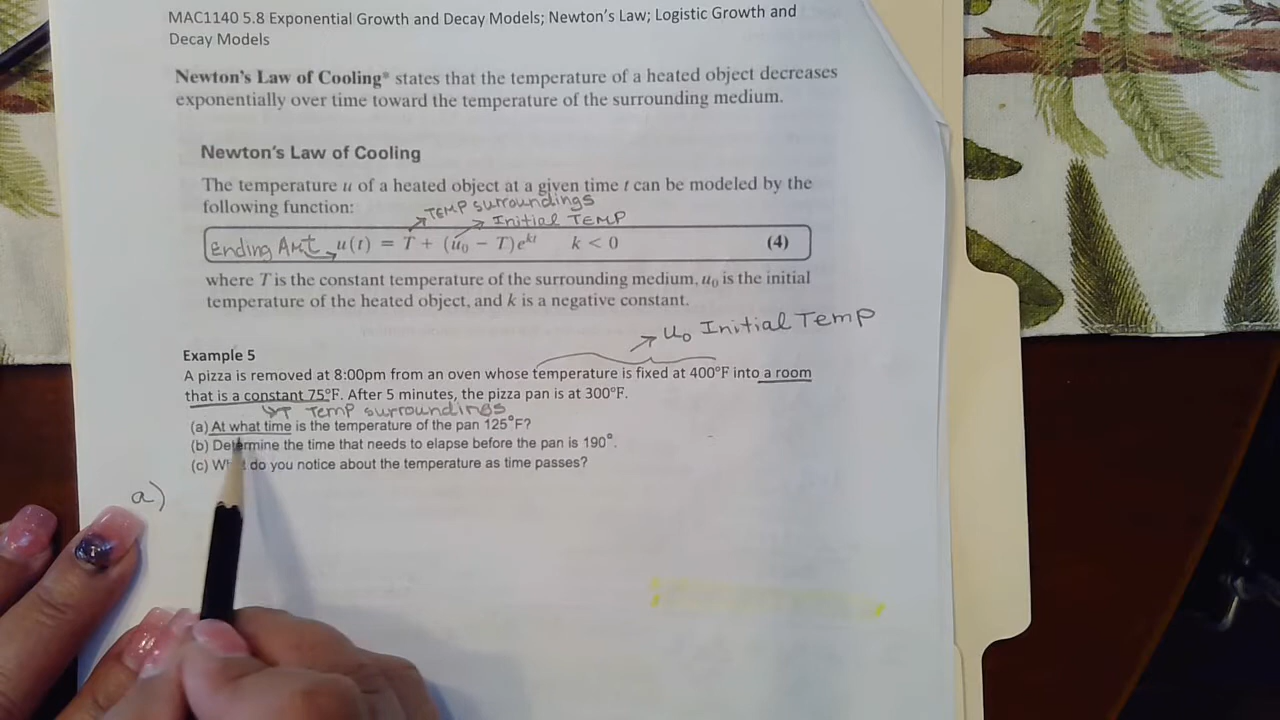 MAC1140 5.8 Exponential Growth and Decay Models; Newton's Law; Logistic Growth and
Decay Models
Newton's Law of Cooling* states that the temperature of a heated object decreases
exponentially over time toward the temperature of the surrounding medium.
Newton's Law of Cooling
The temperature u of a heated object at a given time t can be modeled by the
following function:
TEMP surroundings
Initial TEMP
Ending Amt u(t) = T + (u₀ − T)eᵏᵗ k < 0 (4)
where T is the constant temperature of the surrounding medium, u₀ is the initial
temperature of the heated object, and k is a negative constant.
u₀ Initial Temp
Example 5
A pizza is removed at 8:00pm from an oven whose temperature is fixed at 400°F into a room
that is a constant 75°F. After 5 minutes, the pizza pan is at 300°F.
T Temp surroundings
(a) At what time is the temperature of the pan 125°F?
(b) Determine the time that needs to elapse before the pan is 190°.
(c) do you notice about the temperature as time passes?
a)